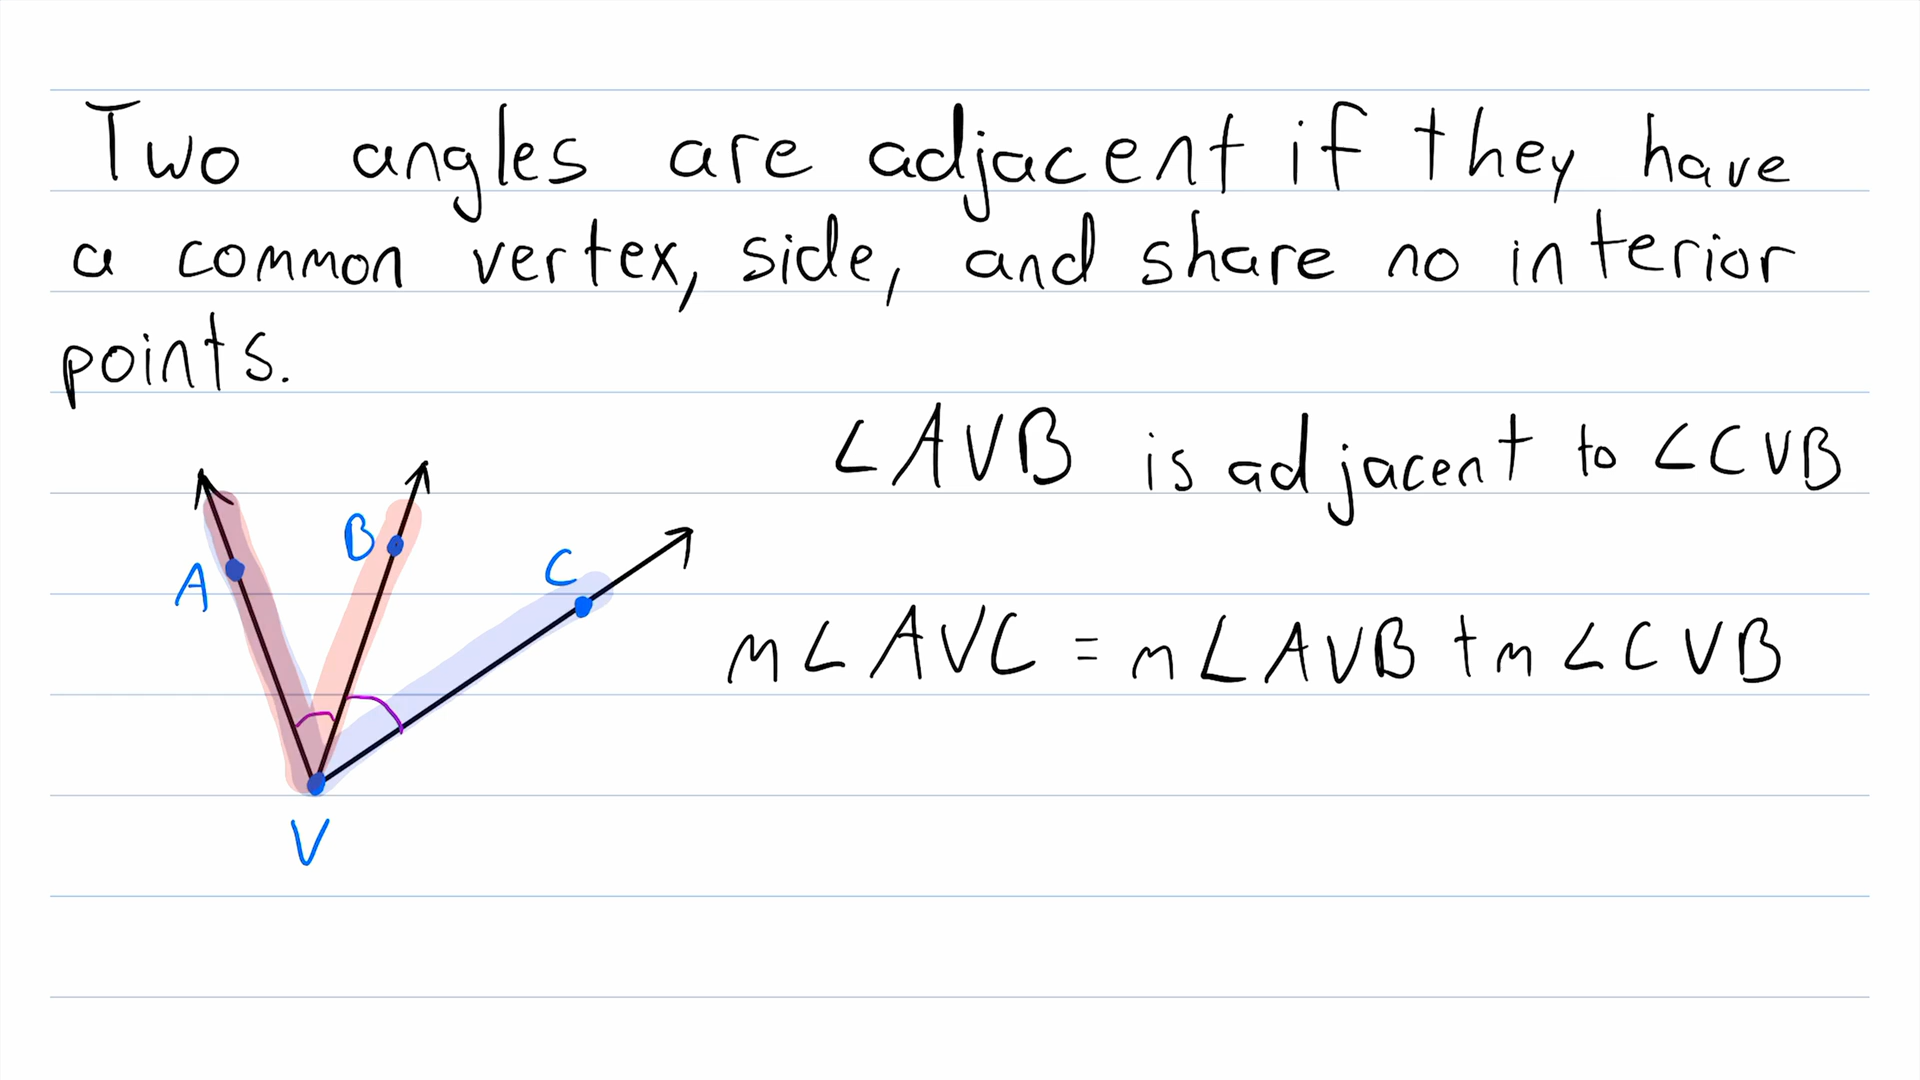 Two angles are adjacent if they have
a common vertex, side, and share no interior
points.
∠AVB is adjacent to ∠CVB
A
B
C
m∠AVC = m∠AVB + m∠CVB
V